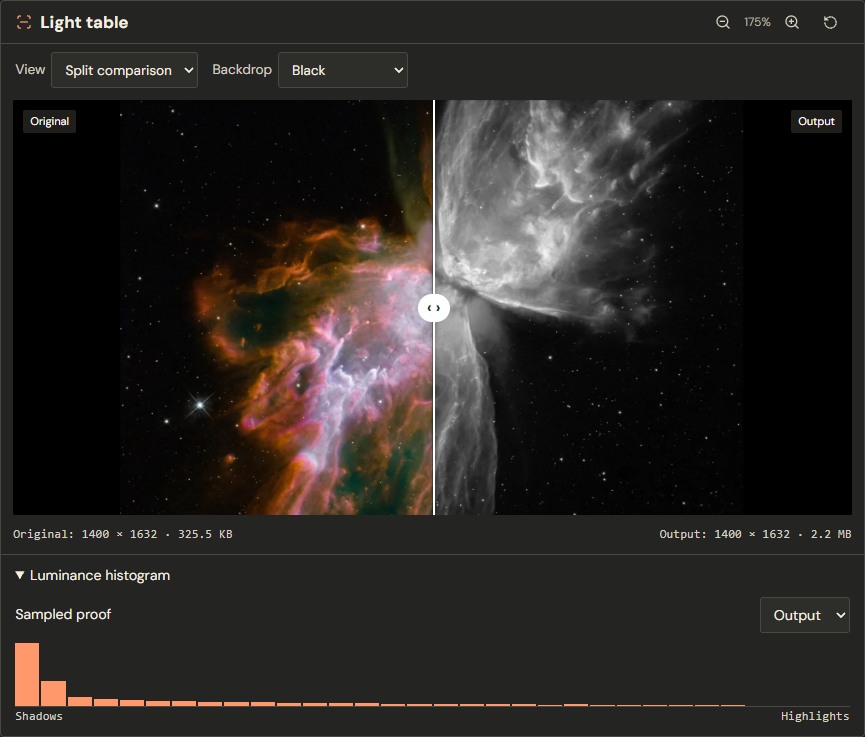 Light table
175%
View Split comparison Backdrop Black
Original
Output
Original: 1400 × 1632 · 325.5 KB
Output: 1400 × 1632 · 2.2 MB
▼ Luminance histogram
Sampled proof
Output
Shadows
Highlights